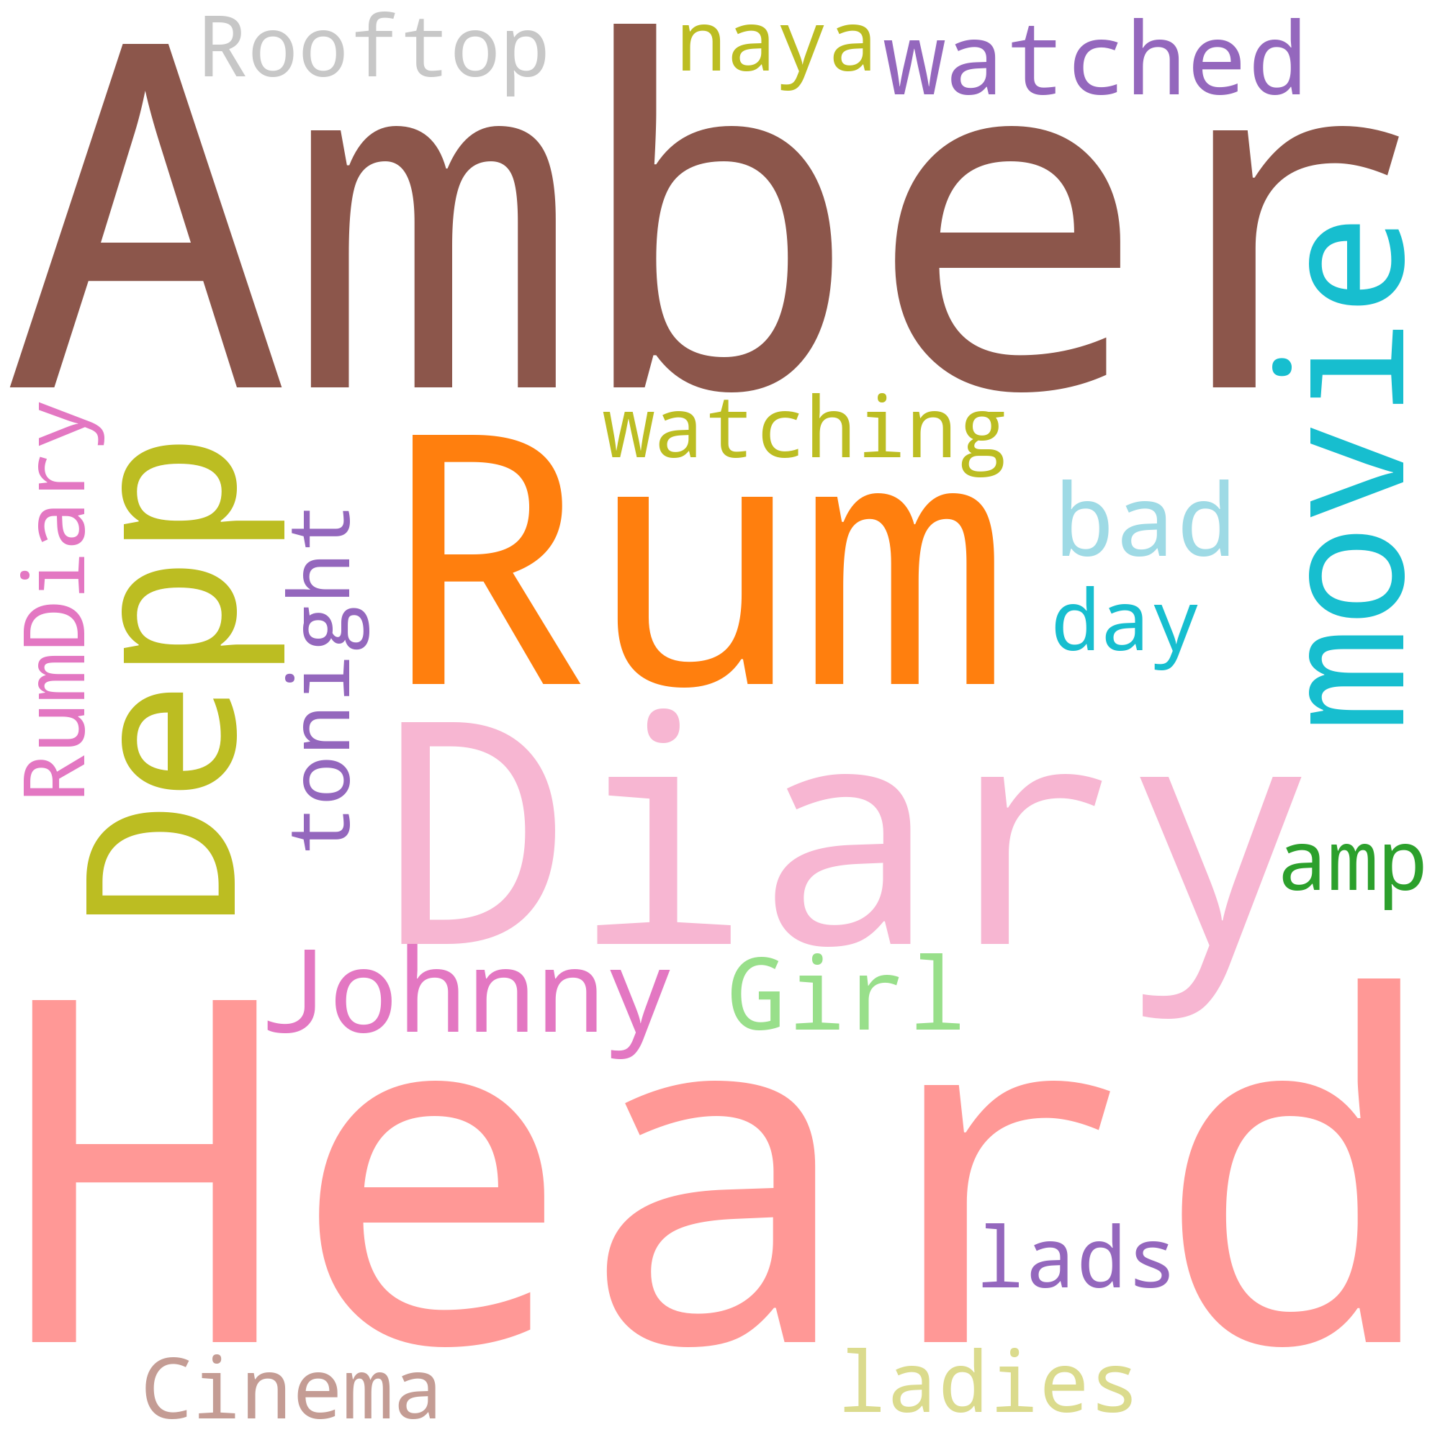 Rooftop
naya
watched
Amber
movie
watching
RumDiary
Depp
tonight
Rum
bad
day
Diary
amp
Johnny
Girl
Heard
lads
Cinema
ladies